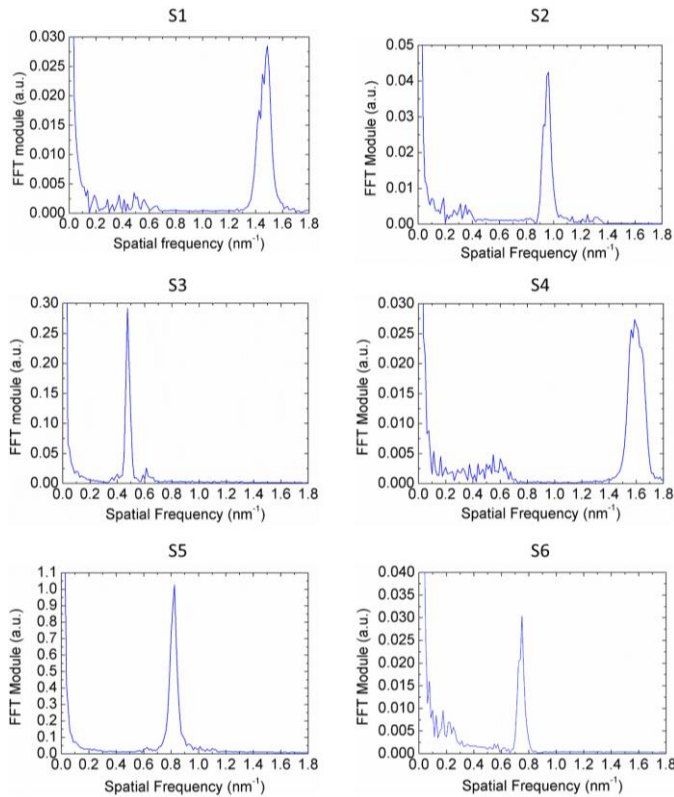 S1
FFT module (a.u.)
0.030
0.025
0.020
0.015
0.010
0.005
0.000
0.0 0.2 0.4 0.6 0.8 1.0 1.2 1.4 1.6 1.8
Spatial frequency (nm⁻¹)
S2
FFT Module (a.u.)
0.05
0.04
0.03
0.02
0.01
0.00
0.0 0.2 0.4 0.6 0.8 1.0 1.2 1.4 1.6 1.8
Spatial Frequency (nm⁻¹)
S3
FFT module (a.u.)
0.30
0.25
0.20
0.15
0.10
0.05
0.00
0.0 0.2 0.4 0.6 0.8 1.0 1.2 1.4 1.6 1.8
Spatial Frequency (nm⁻¹)
S4
FFT Module (a.u.)
0.030
0.025
0.020
0.015
0.010
0.005
0.000
0.0 0.2 0.4 0.6 0.8 1.0 1.2 1.4 1.6 1.8
Spatial Frequency (nm⁻¹)
S5
FFT Module (a.u.)
1.1
1.0
0.9
0.8
0.7
0.6
0.5
0.4
0.3
0.2
0.1
0.0
0.0 0.2 0.4 0.6 0.8 1.0 1.2 1.4 1.6 1.8
Spatial Frequency (nm⁻¹)
S6
FFT Module (a.u.)
0.040
0.035
0.030
0.025
0.020
0.015
0.010
0.005
0.000
0.0 0.2 0.4 0.6 0.8 1.0 1.2 1.4 1.6 1.8
Spatial Frequency (nm⁻¹)